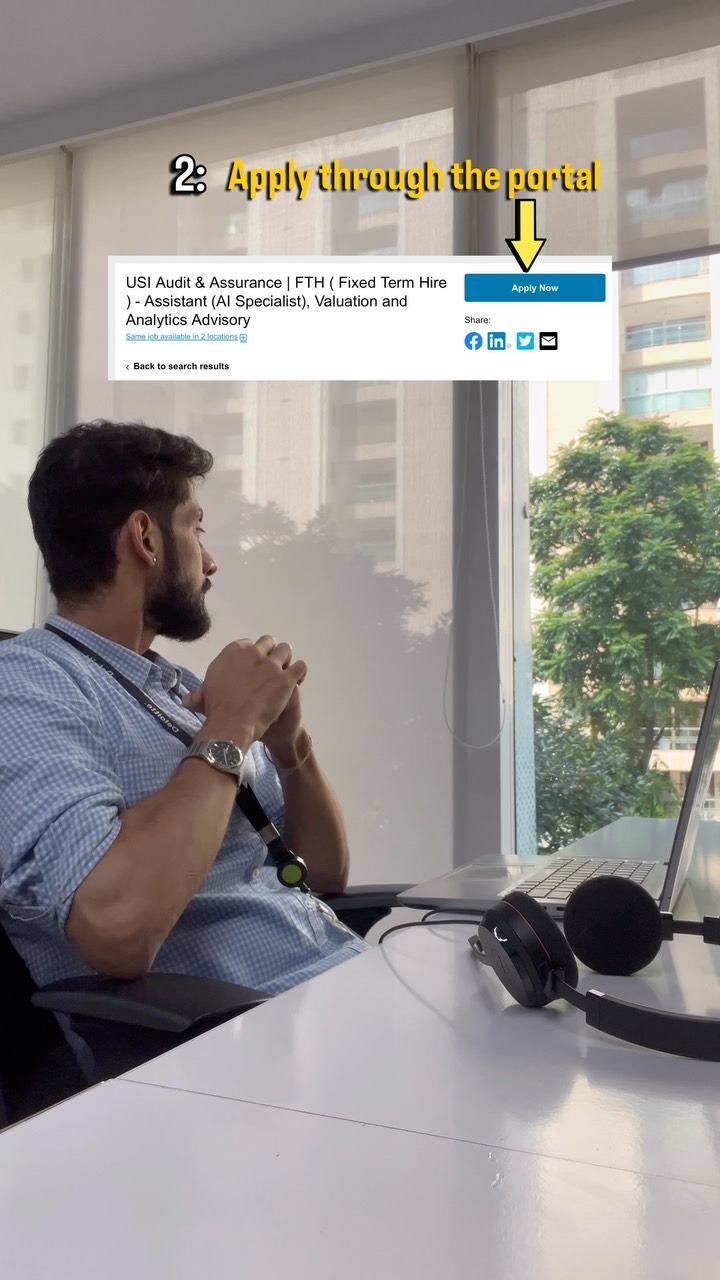 2: Apply through the portal
USI Audit & Assurance | FTH ( Fixed Term Hire
) - Assistant (AI Specialist), Valuation and
Analytics Advisory
Same job available in 2 locations
‹ Back to search results
Apply Now
Share:
Deloitte.